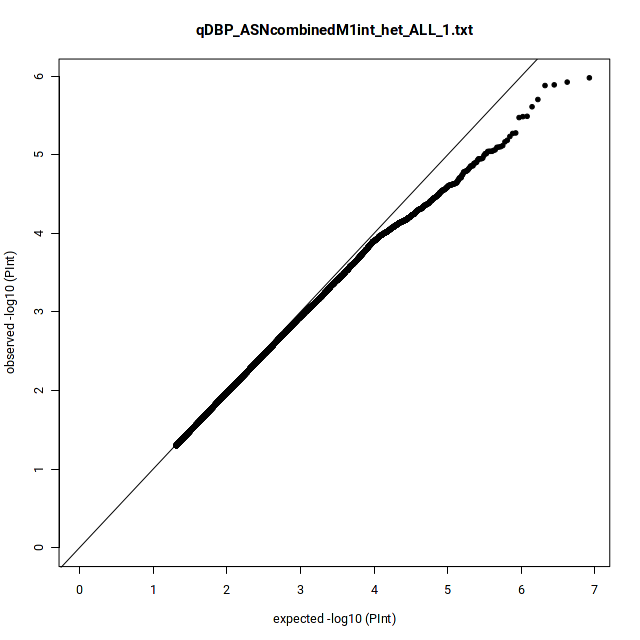 qDBP_ASNcombinedM1int_het_ALL_1.txt
6
5
4
3
2
1
0
observed -log10 (PInt)
0 1 2 3 4 5 6 7
expected -log10 (PInt)